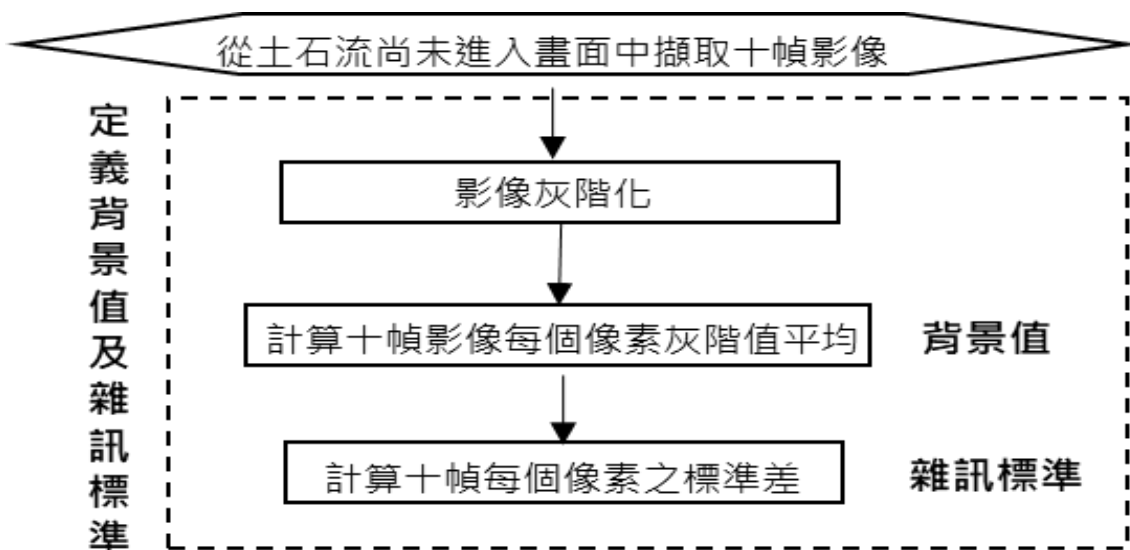 從土石流尚未進入畫面中擷取十幀影像
定義背景值及雜訊標準
影像灰階化
計算十幀影像每個像素灰階值平均
背景值
計算十幀每個像素之標準差
雜訊標準